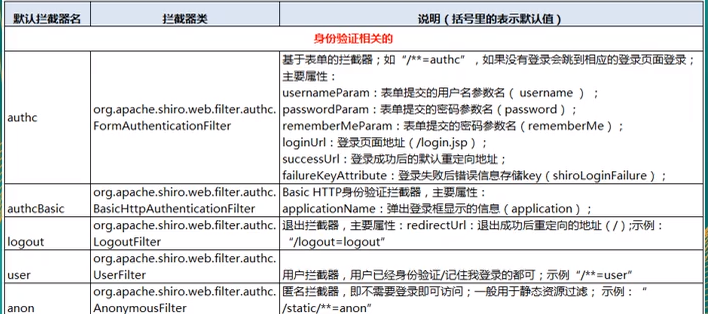 默认拦截器名 拦截器类 说明（括号里的表示默认值）
身份验证相关的
authc
org.apache.shiro.web.filter.authc.
FormAuthenticationFilter
基于表单的拦截器；如“/**=authc”，如果没有登录会跳到相应的登录页面登录；
主要属性：
usernameParam：表单提交的用户名参数名（ username ） ；
passwordParam：表单提交的密码参数名（password）；
rememberMeParam：表单提交的密码参数名（rememberMe）；
loginUrl：登录页面地址（/login.jsp）；
successUrl：登录成功后的默认重定向地址；
failureKeyAttribute：登录失败后错误信息存储key（shiroLoginFailure）；
authcBasic
org.apache.shiro.web.filter.authc.
BasicHttpAuthenticationFilter
Basic HTTP身份验证拦截器，主要属性：
applicationName：弹出登录框显示的信息（application）；
logout
org.apache.shiro.web.filter.authc.
LogoutFilter
退出拦截器，主要属性：redirectUrl：退出成功后重定向的地址（/）;示例：
“/logout=logout”
user
org.apache.shiro.web.filter.authc.
UserFilter
用户拦截器，用户已经身份验证/记住我登录的都可；示例“/**=user”
anon
org.apache.shiro.web.filter.authc.
AnonymousFilter
匿名拦截器，即不需要登录即可访问；一般用于静态资源过滤； 示例：“
/static/**=anon”